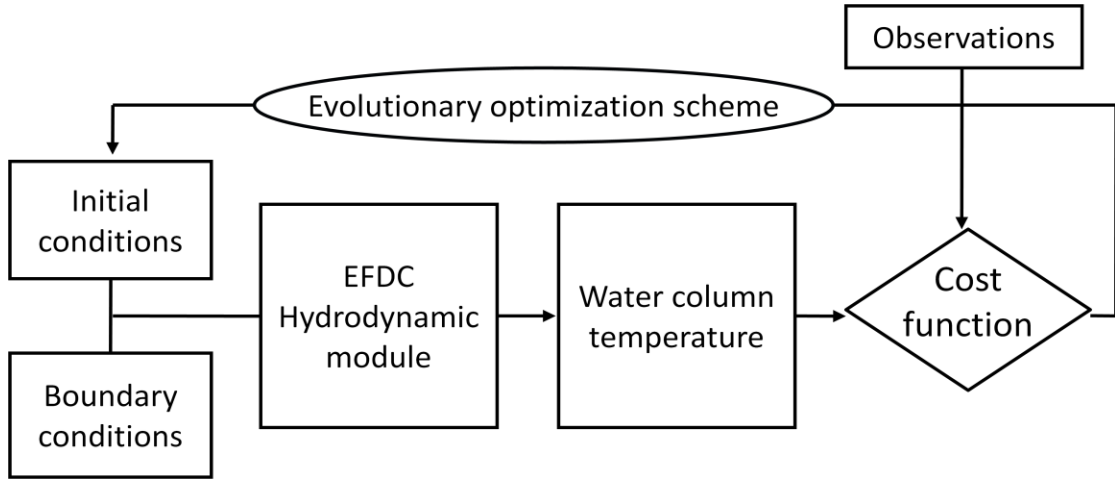 Observations
Evolutionary optimization scheme
Initial
conditions
EFDC
Hydrodynamic
module
Water column
temperature
Cost
function
Boundary
conditions